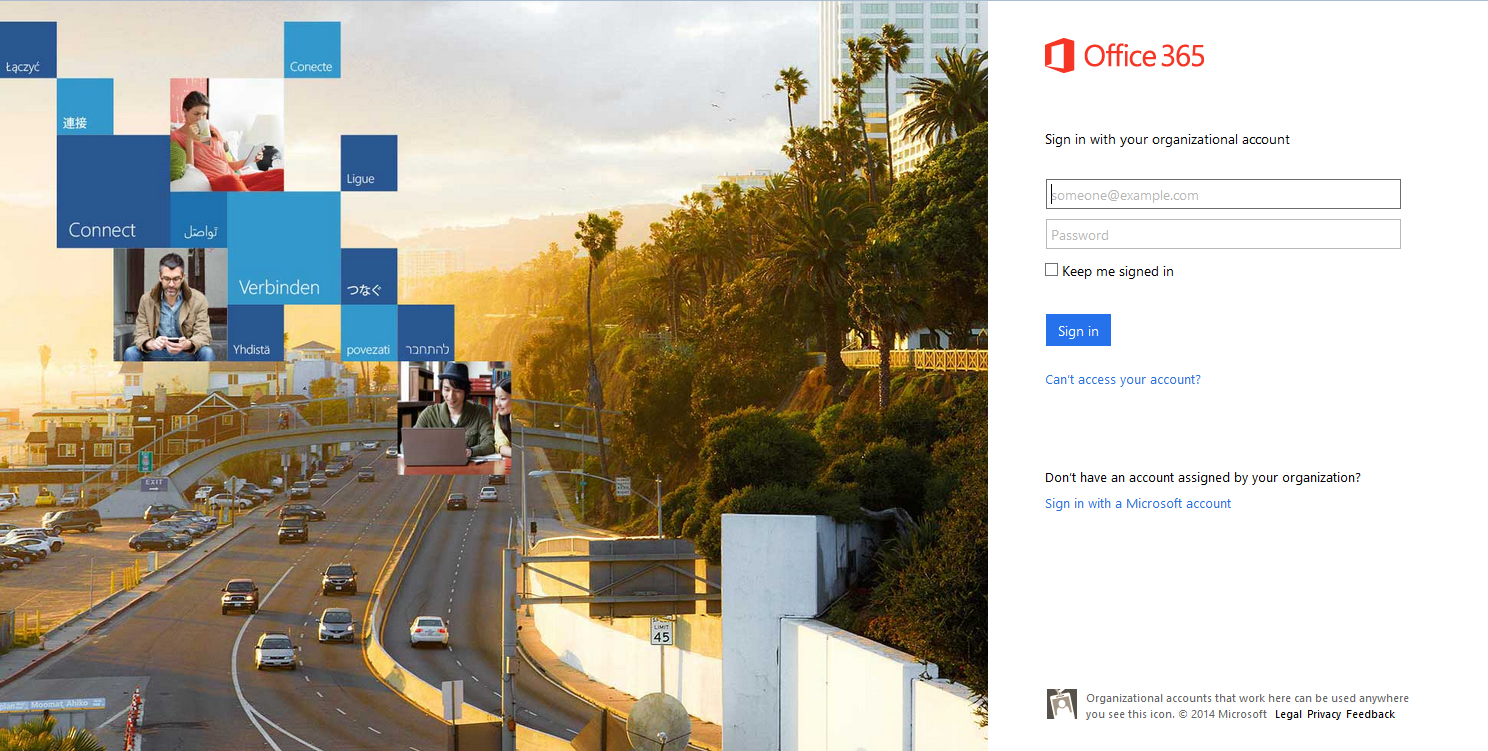 Łączyć
Conecte
連接
Ligue
Connect
تواصل
Verbinden
つなぐ
Yhdistä
povezati
להתחבר
EXIT
LIMIT
45
Moomat Ahiko
Office 365
Sign in with your organizational account
someone@example.com
Password
Keep me signed in
Sign in
Can't access your account?
Don't have an account assigned by your organization?
Sign in with a Microsoft account
Organizational accounts that work here can be used anywhere
you see this icon. © 2014 Microsoft Legal Privacy Feedback